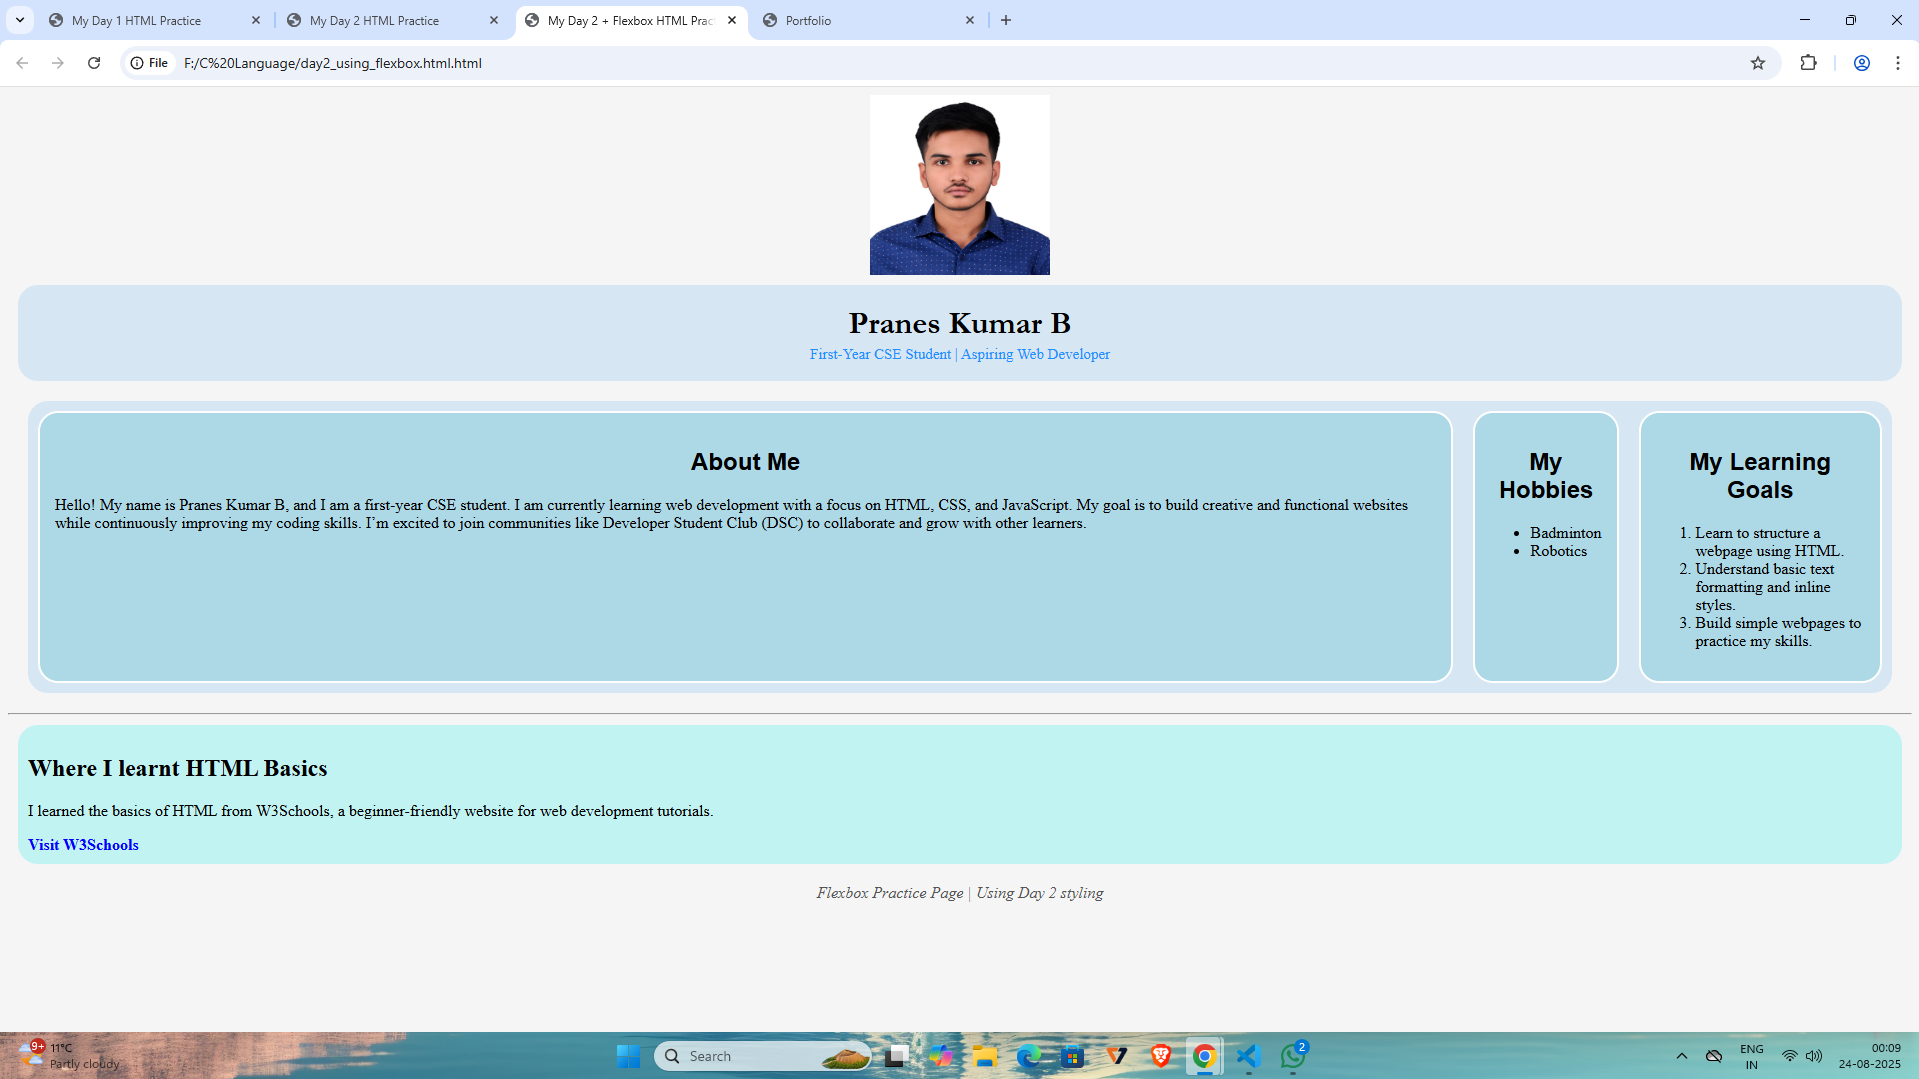 My Day 1 HTML Practice
My Day 2 HTML Practice
My Day 2 + Flexbox HTML Prac
Portfolio
File
F:/C%20Language/day2_using_flexbox.html.html
Pranes Kumar B
First-Year CSE Student | Aspiring Web Developer
About Me
Hello! My name is Pranes Kumar B, and I am a first-year CSE student. I am currently learning web development with a focus on HTML, CSS, and JavaScript. My goal is to build creative and functional websites
while continuously improving my coding skills. I’m excited to join communities like Developer Student Club (DSC) to collaborate and grow with other learners.
My
Hobbies
• Badminton
• Robotics
My Learning
Goals
1. Learn to structure a
webpage using HTML.
2. Understand basic text
formatting and inline
styles.
3. Build simple webpages to
practice my skills.
Where I learnt HTML Basics
I learned the basics of HTML from W3Schools, a beginner-friendly website for web development tutorials.
Visit W3Schools
Flexbox Practice Page | Using Day 2 styling
9+
11°C
Partly cloudy
Search
2
ENG
IN
00:09
24-08-2025